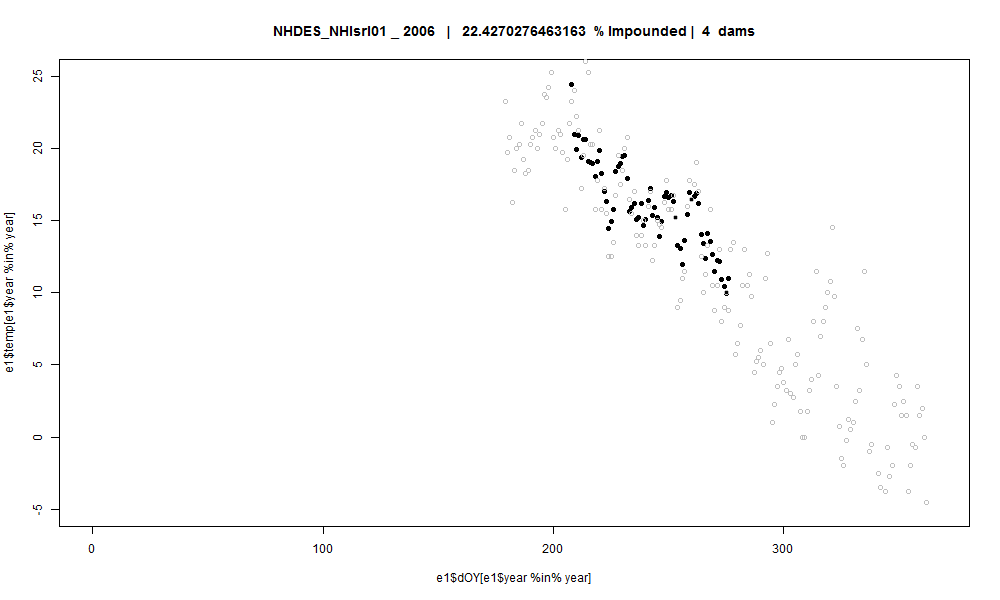 NHDES_NHIsrl01 _ 2006 | 22.4270276463163 % Impounded | 4 dams
25
20
15
10
5
0
-5
e1$temp[e1$year %in% year]
0 100 200 300
e1$dOY[e1$year %in% year]